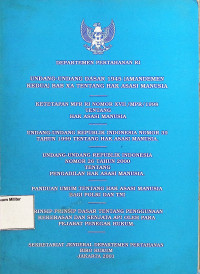 DEPARTEMEN PERTAHANAN RI
UNDANG-UNDANG DASAR 1945 (AMANDEMEN
KEDUA) BAB XA TENTANG HAK ASASI MANUSIA
KETETAPAN MPR RI NOMOR XVII/MPR/1998
TENTANG
HAK ASASI MANUSIA
UNDANG-UNDANG REPUBLIK INDONESIA NOMOR 39
TAHUN 1999 TENTANG HAK ASASI MANUSIA
UNDANG-UNDANG REPUBLIK INDONESIA
NOMOR 26 TAHUN 2000
TENTANG
PENGADILAN HAK ASASI MANUSIA
PANDUAN UMUM TENTANG HAK ASASI MANUSIA
BAGI POLRI DAN TNI
PRINSIP-PRINSIP DASAR TENTANG PENGGUNAAN
KEKERASAN DAN SENJATA API OLEH PARA
PEJABAT PENEGAK HUKUM
SEKRETARIAT JENDERAL DEPARTEMEN PERTAHANAN
BIRO HUKUM
JAKARTA 2002
Militer